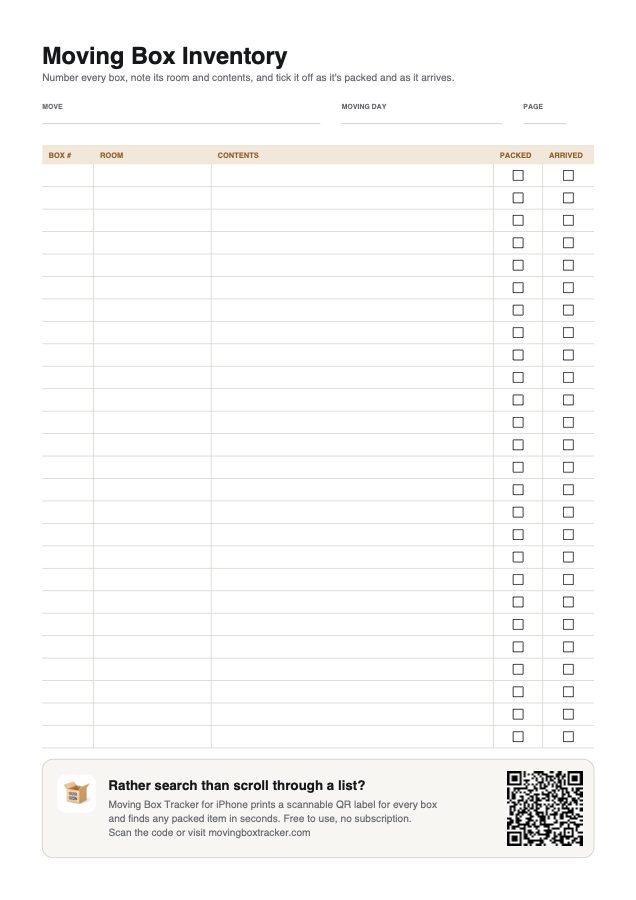 Moving Box Inventory
Number every box, note its room and contents, and tick it off as it's packed and as it arrives.
MOVE MOVING DAY PAGE
BOX # ROOM CONTENTS PACKED ARRIVED
Rather search than scroll through a list?
Moving Box Tracker for iPhone prints a scannable QR label for every box
and finds any packed item in seconds. Free to use, no subscription.
Scan the code or visit movingboxtracker.com